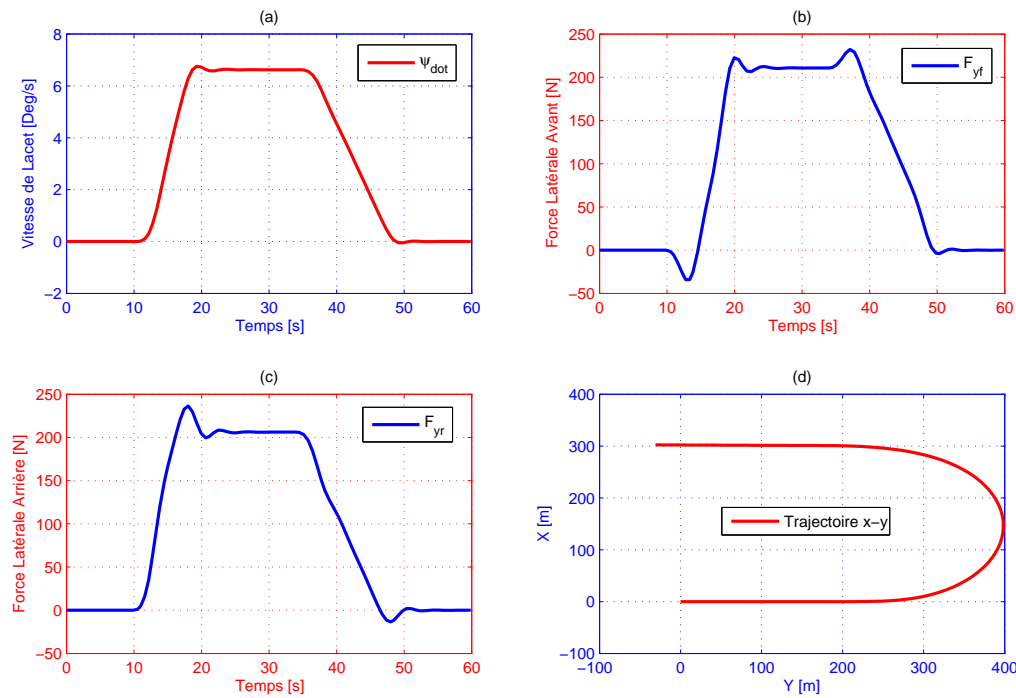 (a)
8
6
4
2
0
−2
0 10 20 30 40 50 60
Vitesse de Lacet [Deg/s]
Temps [s]
ψdot
(b)
250
200
150
100
50
0
−50
0 10 20 30 40 50 60
Force Latérale Avant [N]
Temps [s]
Fyf
(c)
250
200
150
100
50
0
−50
0 10 20 30 40 50 60
Force Latérale Arrière [N]
Temps [s]
Fyr
(d)
400
300
200
100
0
−100
−100 0 100 200 300 400
X [m]
Y [m]
Trajectoire x−y